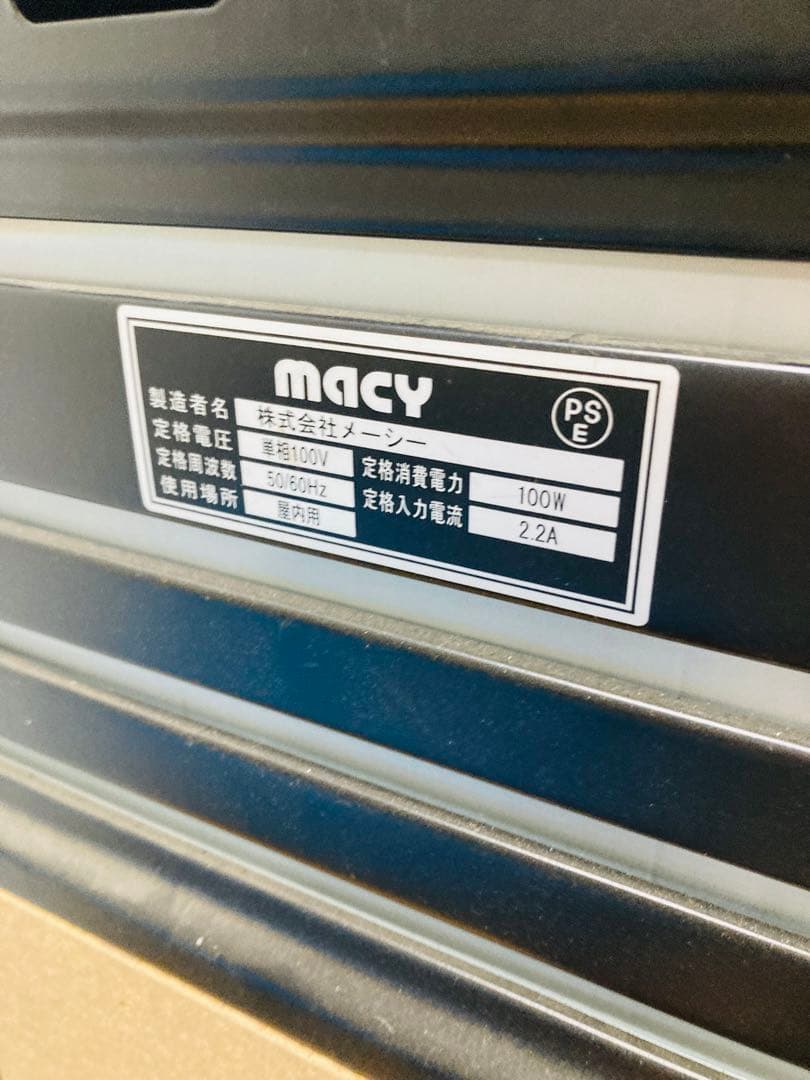 macy
PSE
製造者名 株式会社メーシー
定格電圧 単相100V 定格消費電力 100W
定格周波数 50/60Hz 定格入力電流 2.2A
使用場所 屋内用